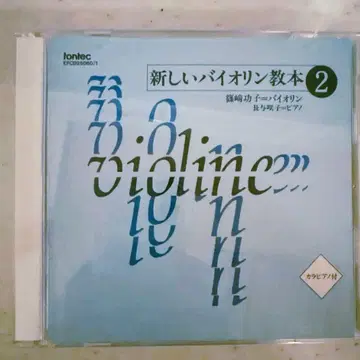 fontec
新しいバイオリン教本 2
篠﨑功子=バイオリン
長与咲子=ピアノ
violine
カラピアノ付